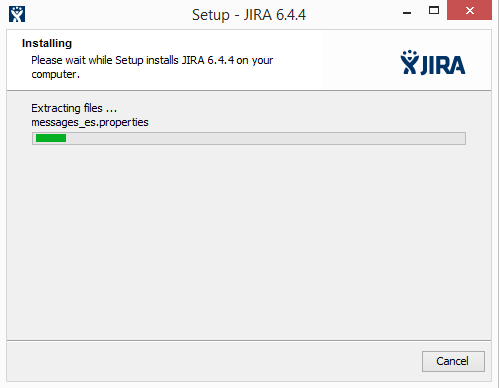 Setup - JIRA 6.4.4
Installing
Please wait while Setup installs JIRA 6.4.4 on your
computer.
JIRA
Extracting files ...
messages_es.properties
Cancel